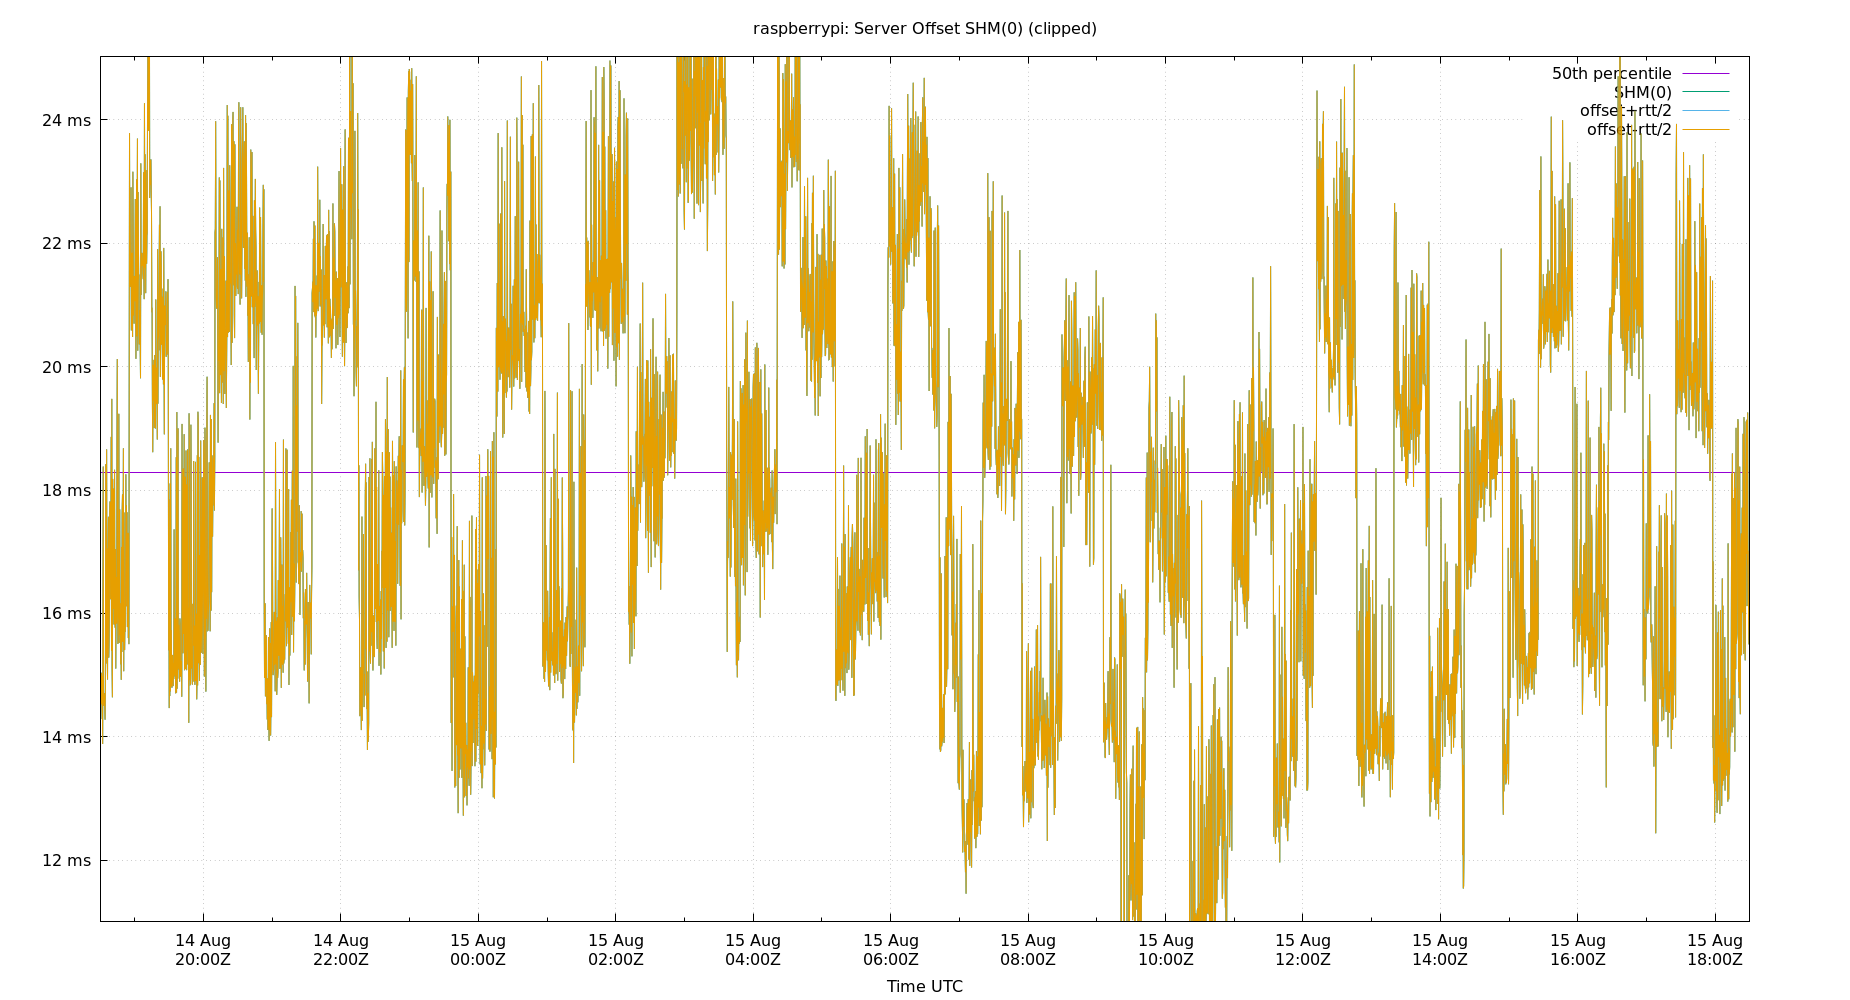 raspberrypi: Server Offset SHM(0) (clipped)
50th percentile
SHM(0)
offset+rtt/2
offset-rtt/2
24 ms
22 ms
20 ms
18 ms
16 ms
14 ms
12 ms
14 Aug 14 Aug 15 Aug 15 Aug 15 Aug 15 Aug 15 Aug 15 Aug 15 Aug 15 Aug 15 Aug 15 Aug
20:00Z 22:00Z 00:00Z 02:00Z 04:00Z 06:00Z 08:00Z 10:00Z 12:00Z 14:00Z 16:00Z 18:00Z
Time UTC